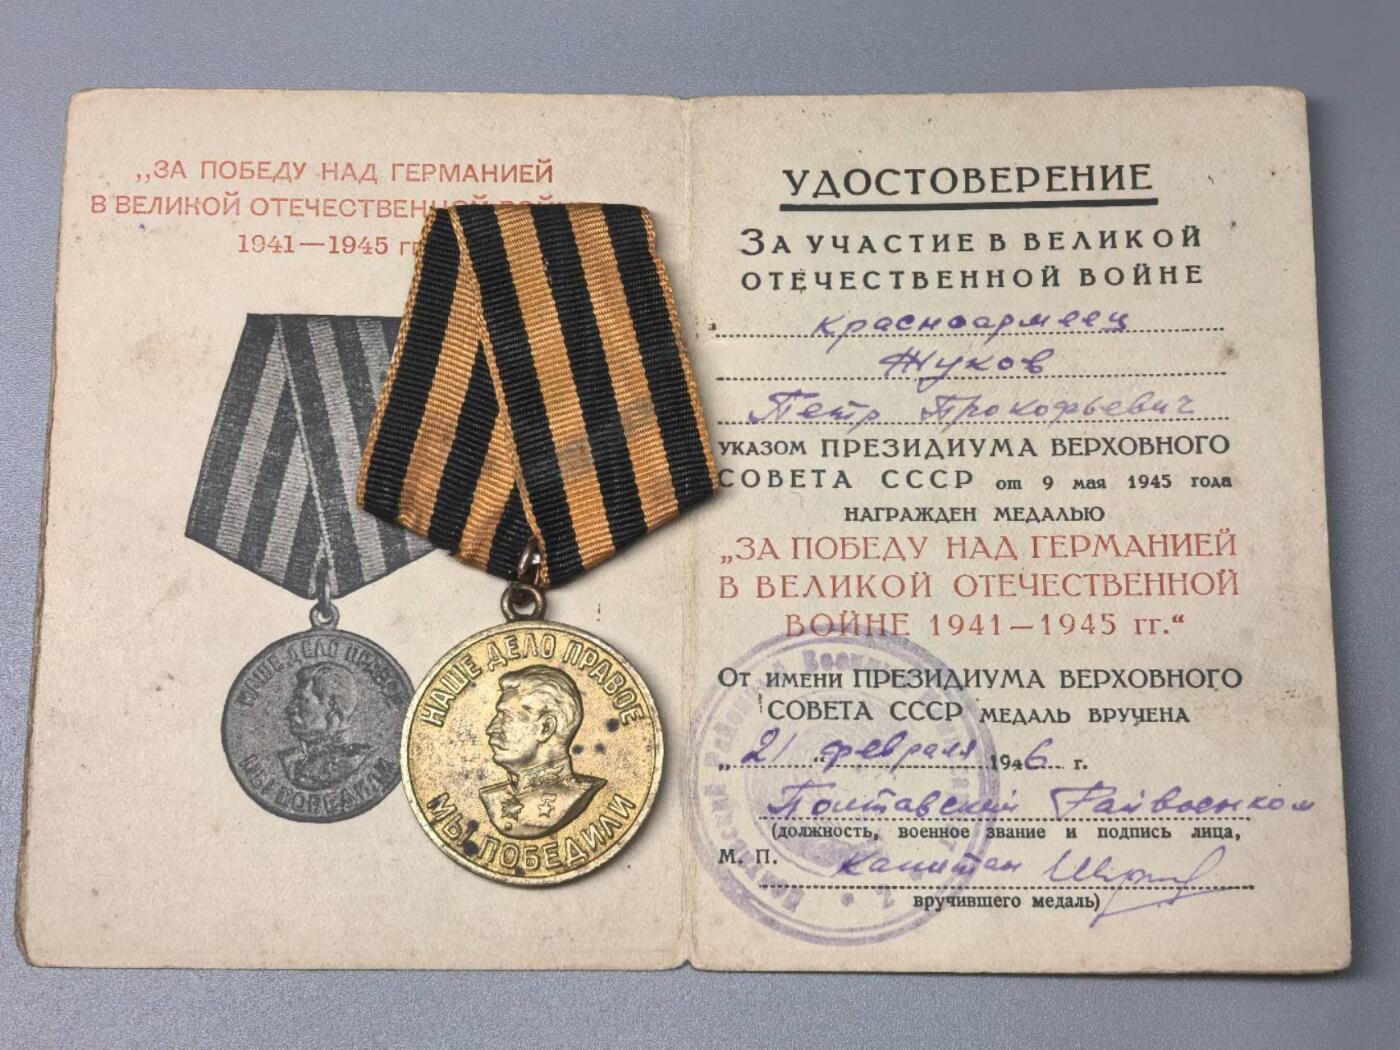 „ЗА ПОБЕДУ НАД ГЕРМАНИЕЙ
В ВЕЛИКОЙ ОТЕЧЕСТВЕННОЙ ВОЙН
1941—1945 гг
НАШЕ ДЕЛО ПРАВОЕ
МЫ ПОБЕДИЛИ
НАШЕ ДЕЛО ПРАВОЕ
МЫ ПОБЕДИЛИ
УДОСТОВЕРЕНИЕ
ЗА УЧАСТИЕ В ВЕЛИКОЙ
ОТЕЧЕСТВЕННОЙ ВОЙНЕ
красноармеец
Жуков
Петр Прокофьевич
УКАЗОМ ПРЕЗИДИУМА ВЕРХОВНОГО
СОВЕТА СССР от 9 мая 1945 года
НАГРАЖДЕН МЕДАЛЬЮ
„ЗА ПОБЕДУ НАД ГЕРМАНИЕЙ
В ВЕЛИКОЙ ОТЕЧЕСТВЕННОЙ
ВОЙНЕ 1941—1945 гг.“
ОТ ИМЕНИ ПРЕЗИДИУМА ВЕРХОВНОГО
СОВЕТА СССР МЕДАЛЬ ВРУЧЕНА
„21 “ февраля 1946 г.
Полтавский Райвоенком
(должность, военное звание и подпись лица,
М. П. капитан
вручившего медаль)